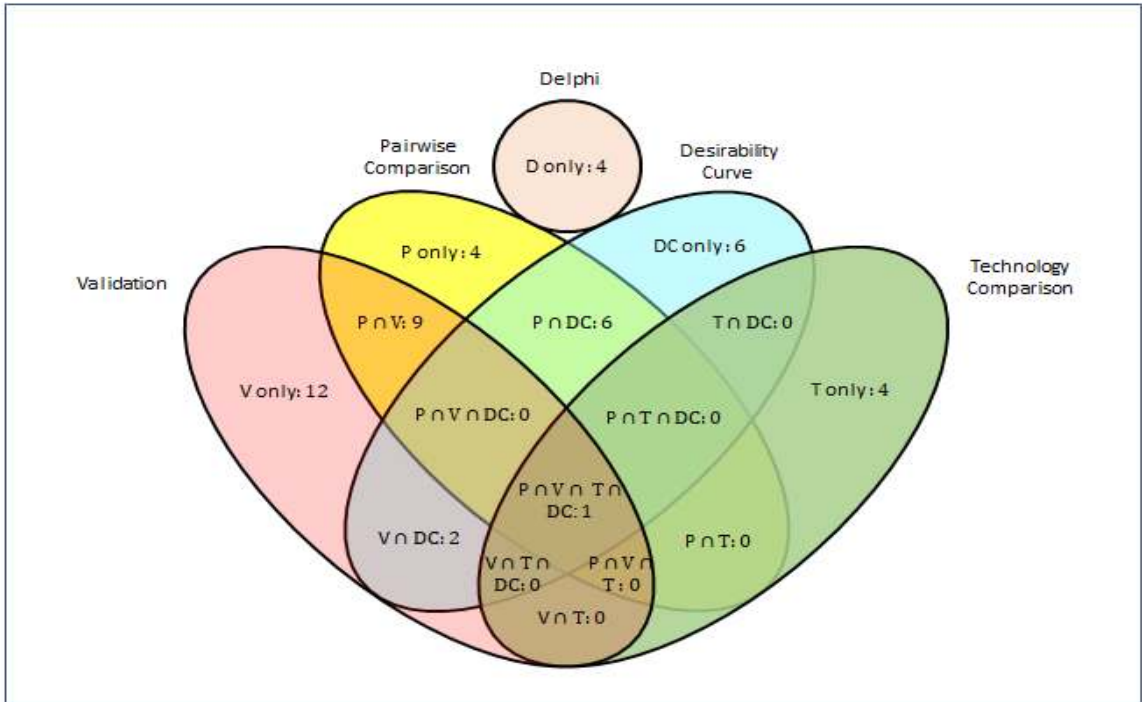 Delphi
Pairwise
Comparison
D only: 4
Desirability
Curve
P only: 4
DC only: 6
Validation
Technology
Comparison
P ∩ V: 9
P ∩ DC: 6
T ∩ DC: 0
V only: 12
T only: 4
P ∩ V ∩ DC: 0
P ∩ T ∩ DC: 0
P ∩ V ∩ T ∩
DC: 1
V ∩ DC: 2
P ∩ T: 0
V ∩ T ∩
DC: 0
P ∩ V ∩
T: 0
V ∩ T: 0